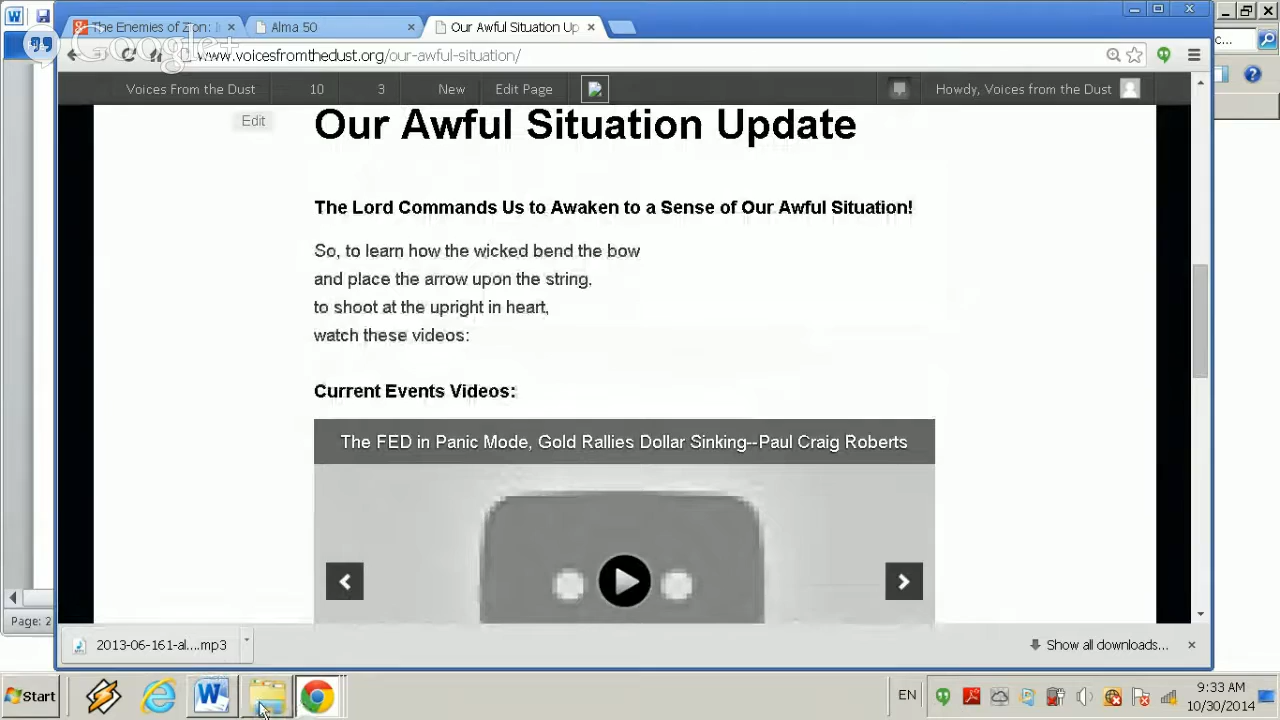 The Enemies of Zion: I
Alma 50
Our Awful Situation Up
Google+
www.voicesfromthedust.org/our-awful-situation/
Voices From the Dust 10 3 New Edit Page Howdy, Voices from the Dust
Edit
Our Awful Situation Update
The Lord Commands Us to Awaken to a Sense of Our Awful Situation!
So, to learn how the wicked bend the bow
and place the arrow upon the string,
to shoot at the upright in heart,
watch these videos:
Current Events Videos:
The FED in Panic Mode, Gold Rallies Dollar Sinking--Paul Craig Roberts
Page: 2
2013-06-161-al....mp3
Show all downloads...
Start
EN
9:33 AM
10/30/2014